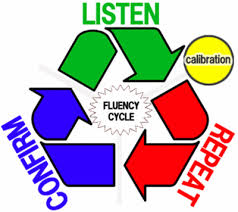 LISTEN
calibration
FLUENCY
CYCLE
CONFIRM
REPEAT